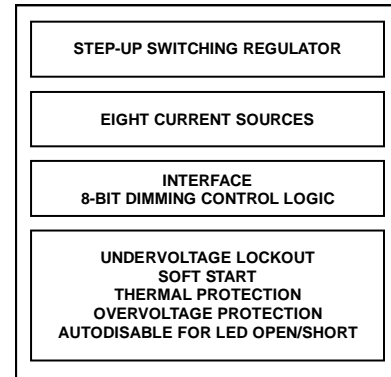 STEP-UP SWITCHING REGULATOR
EIGHT CURRENT SOURCES
INTERFACE
8-BIT DIMMING CONTROL LOGIC
UNDERVOLTAGE LOCKOUT
SOFT START
THERMAL PROTECTION
OVERVOLTAGE PROTECTION
AUTODISABLE FOR LED OPEN/SHORT